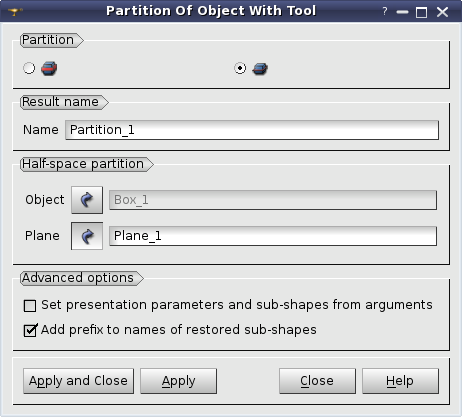 Partition Of Object With Tool
Partition
Result name
Name Partition_1
Half-space partition
Object Box_1
Plane Plane_1
Advanced options
Set presentation parameters and sub-shapes from arguments
Add prefix to names of restored sub-shapes
Apply and Close Apply Close Help